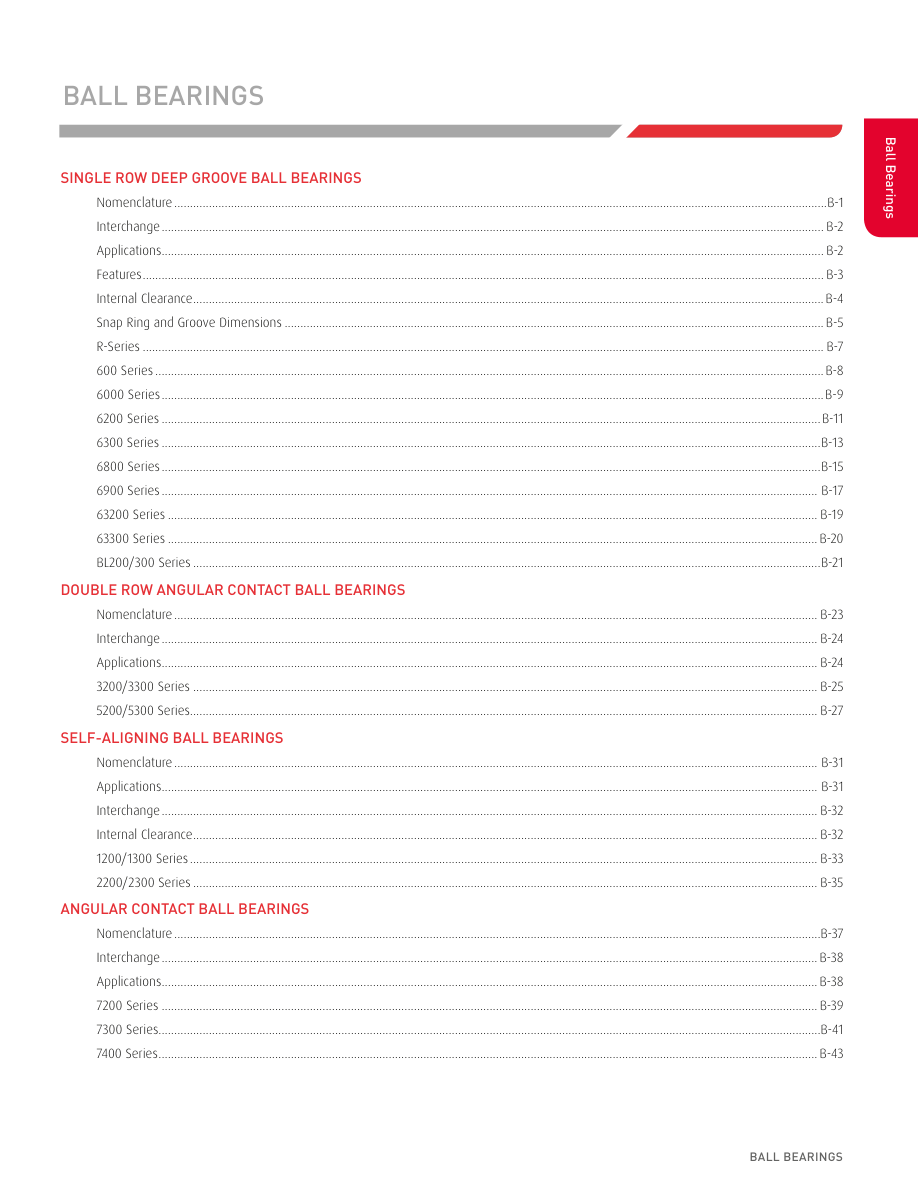 BALL BEARINGS
Ball Bearings
SINGLE ROW DEEP GROOVE BALL BEARINGS
Nomenclature B-1
Interchange B-2
Applications B-2
Features B-3
Internal Clearance B-4
Snap Ring and Groove Dimensions B-5
R-Series B-7
600 Series B-8
6000 Series B-9
6200 Series B-11
6300 Series B-13
6800 Series B-15
6900 Series B-17
63200 Series B-19
63300 Series B-20
BL200/300 Series B-21
DOUBLE ROW ANGULAR CONTACT BALL BEARINGS
Nomenclature B-23
Interchange B-24
Applications B-24
3200/3300 Series B-25
5200/5300 Series B-27
SELF-ALIGNING BALL BEARINGS
Nomenclature B-31
Applications B-31
Interchange B-32
Internal Clearance B-32
1200/1300 Series B-33
2200/2300 Series B-35
ANGULAR CONTACT BALL BEARINGS
Nomenclature B-37
Interchange B-38
Applications B-38
7200 Series B-39
7300 Series B-41
7400 Series B-43
BALL BEARINGS